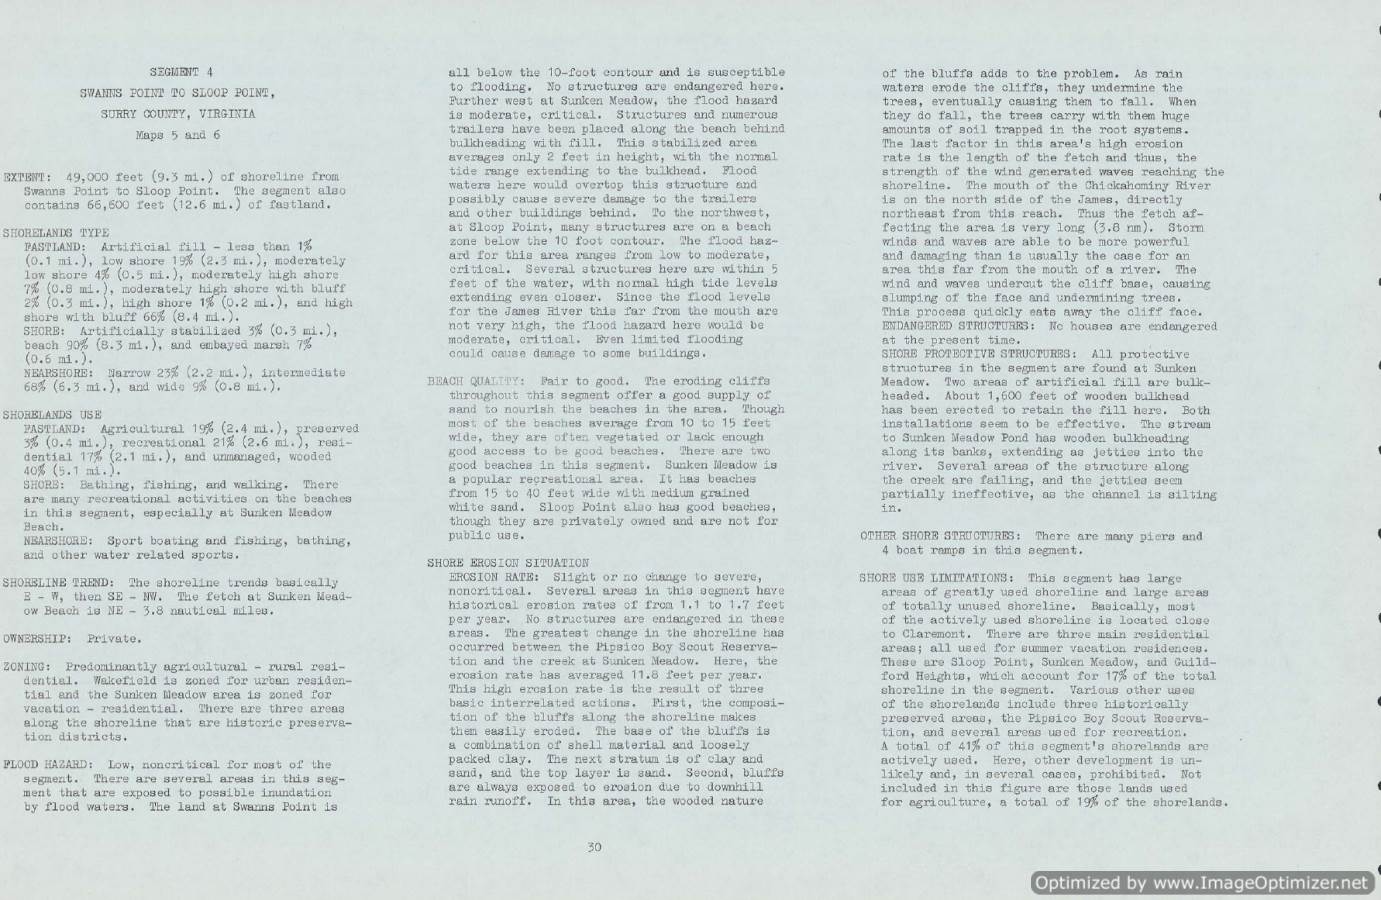 SEGMENT 4
SWANNS POINT TO SLOOP POINT,
SURRY COUNTY, VIRGINIA
Maps 5 and 6
EXTENT: 49,000 feet (9.3 mi.) of shoreline from
Swanns Point to Sloop Point. The segment also
contains 66,600 feet (12.6 mi.) of fastland.
SHORELANDS TYPE
FASTLAND: Artificial fill - less than 1%
(0.1 mi.), low shore 19% (2.3 mi.), moderately
low shore 4% (0.5 mi.), moderately high shore
7% (0.8 mi.), moderately high shore with bluff
2% (0.3 mi.), high shore 1% (0.2 mi.), and high
shore with bluff 66% (8.4 mi.).
SHORE: Artificially stabilized 3% (0.3 mi.),
beach 90% (8.3 mi.), and embayed marsh 7%
(0.6 mi.).
NEARSHORE: Narrow 23% (2.2 mi.), intermediate
68% (6.3 mi.), and wide 9% (0.8 mi.).
SHORELANDS USE
FASTLAND: Agricultural 19% (2.4 mi.), preserved
3% (0.4 mi.), recreational 21% (2.6 mi.), resi-
dential 17% (2.1 mi.), and unmanaged, wooded
40% (5.1 mi.).
SHORE: Bathing, fishing, and walking. There
are many recreational activities on the beaches
in this segment, especially at Sunken Meadow
Beach.
NEARSHORE: Sport boating and fishing, bathing,
and other water related sports.
SHORELINE TREND: The shoreline trends basically
E - W, then SE - NW. The fetch at Sunken Mead-
ow Beach is NE - 3.8 nautical miles.
OWNERSHIP: Private.
ZONING: Predominantly agricultural - rural resi-
dential. Wakefield is zoned for urban residen-
tial and the Sunken Meadow area is zoned for
vacation - residential. There are three areas
along the shoreline that are historic preserva-
tion districts.
FLOOD HAZARD: Low, noncritical for most of the
segment. There are several areas in this seg-
ment that are exposed to possible inundation
by flood waters. The land at Swanns Point is
all below the 10-foot contour and is susceptible
to flooding. No structures are endangered here.
Further west at Sunken Meadow, the flood hazard
is moderate, critical. Structures and numerous
trailers have been placed along the beach behind
bulkheading with fill. This stabilized area
averages only 2 feet in height, with the normal
tide range extending to the bulkhead. Flood
waters here would overtop this structure and
possibly cause severe damage to the trailers
and other buildings behind. To the northwest,
at Sloop Point, many structures are on a beach
zone below the 10 foot contour. The flood haz-
ard for this area ranges from low to moderate,
critical. Several structures here are within 5
feet of the water, with normal high tide levels
extending even closer. Since the flood levels
for the James River this far from the mouth are
not very high, the flood hazard here would be
moderate, critical. Even limited flooding
could cause damage to some buildings.
BEACH QUALITY: Fair to good. The eroding cliffs
throughout this segment offer a good supply of
sand to nourish the beaches in the area. Though
most of the beaches average from 10 to 15 feet
wide, they are often vegetated or lack enough
good access to be good beaches. There are two
good beaches in this segment. Sunken Meadow is
a popular recreational area. It has beaches
from 15 to 40 feet wide with medium grained
white sand. Sloop Point also has good beaches,
though they are privately owned and are not for
public use.
SHORE EROSION SITUATION
EROSION RATE: Slight or no change to severe,
noncritical. Several areas in this segment have
historical erosion rates of from 1.1 to 1.7 feet
per year. No structures are endangered in these
areas. The greatest change in the shoreline has
occurred between the Pipsico Boy Scout Reserva-
tion and the creek at Sunken Meadow. Here, the
erosion rate has averaged 11.8 feet per year.
This high erosion rate is the result of three
basic interrelated actions. First, the composi-
tion of the bluffs along the shoreline makes
them easily eroded. The base of the bluffs is
a combination of shell material and loosely
packed clay. The next stratum is of clay and
sand, and the top layer is sand. Second, bluffs
are always exposed to erosion due to downhill
rain runoff. In this area, the wooded nature
of the bluffs adds to the problem. As rain
waters erode the cliffs, they undermine the
trees, eventually causing them to fall. When
they do fall, the trees carry with them huge
amounts of soil trapped in the root systems.
The last factor in this area's high erosion
rate is the length of the fetch and thus, the
strength of the wind generated waves reaching the
shoreline. The mouth of the Chickahominy River
is on the north side of the James, directly
northeast from this reach. Thus the fetch af-
fecting the area is very long (3.8 nm). Storm
winds and waves are able to be more powerful
and damaging than is usually the case for an
area this far from the mouth of a river. The
wind and waves undercut the cliff base, causing
slumping of the face and undermining trees.
This process quickly eats away the cliff face.
ENDANGERED STRUCTURES: No houses are endangered
at the present time.
SHORE PROTECTIVE STRUCTURES: All protective
structures in the segment are found at Sunken
Meadow. Two areas of artificial fill are bulk-
headed. About 1,600 feet of wooden bulkhead
has been erected to retain the fill here. Both
installations seem to be effective. The stream
to Sunken Meadow Pond has wooden bulkheading
along its banks, extending as jetties into the
river. Several areas of the structure along
the creek are failing, and the jetties seem
partially ineffective, as the channel is silting
in.
OTHER SHORE STRUCTURES: There are many piers and
4 boat ramps in this segment.
SHORE USE LIMITATIONS: This segment has large
areas of greatly used shoreline and large areas
of totally unused shoreline. Basically, most
of the actively used shoreline is located close
to Claremont. There are three main residential
areas; all used for summer vacation residences.
These are Sloop Point, Sunken Meadow, and Guild-
ford Heights, which account for 17% of the total
shoreline in the segment. Various other uses
of the shorelands include three historically
preserved areas, the Pipsico Boy Scout Reserva-
tion, and several areas used for recreation.
A total of 41% of this segment's shorelands are
actively used. Here, other development is un-
likely and, in several cases, prohibited. Not
included in this figure are those lands used
for agriculture, a total of 19% of the shorelands.
30
Optimized by www.ImageOptimizer.net